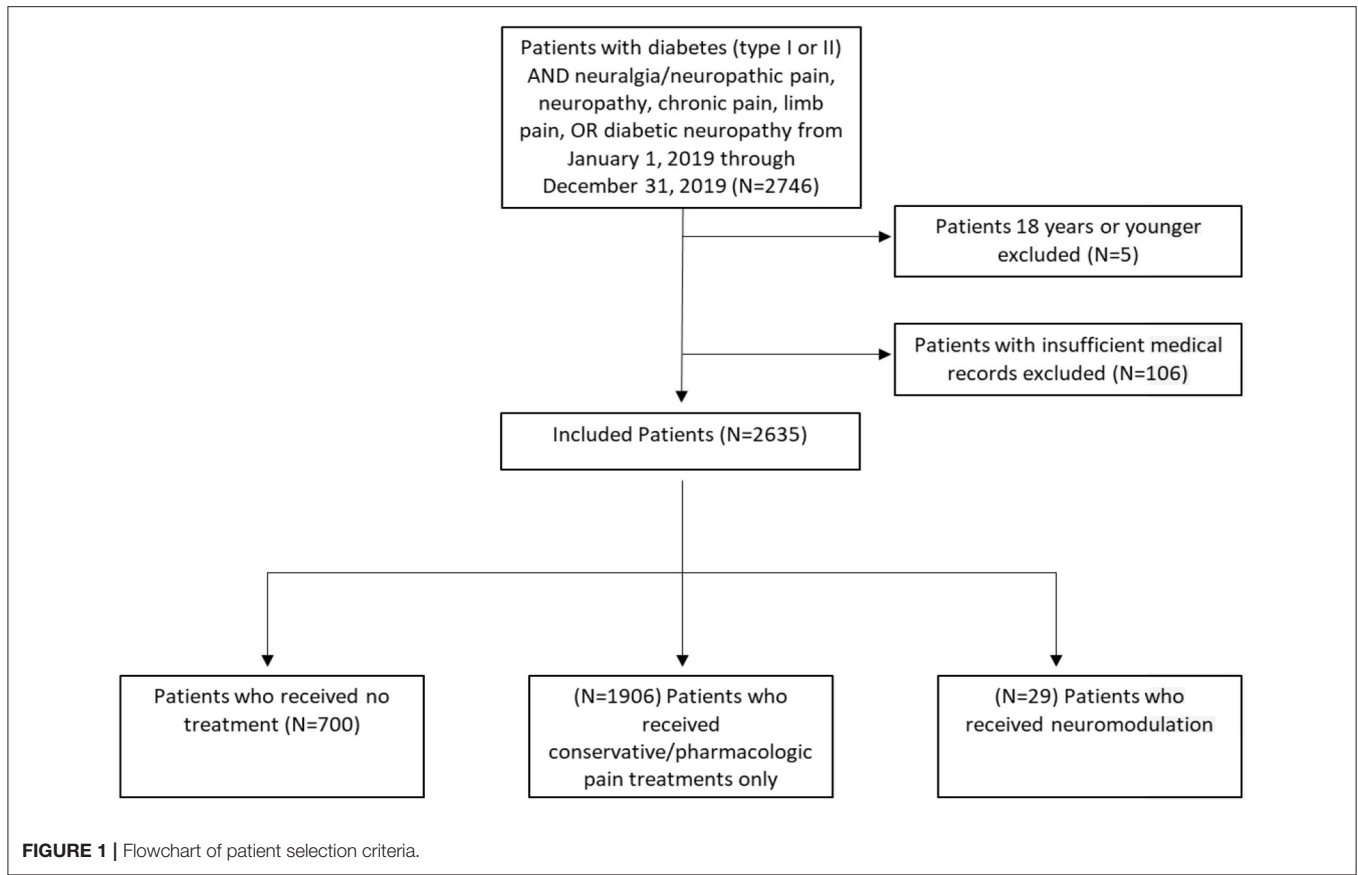 Patients with diabetes (type I or II)
AND neuralgia/neuropathic pain,
neuropathy, chronic pain, limb
pain, OR diabetic neuropathy from
January 1, 2019 through
December 31, 2019 (N=2746)
Patients 18 years or younger
excluded (N=5)
Patients with insufficient medical
records excluded (N=106)
Included Patients (N=2635)
Patients who received no
treatment (N=700)
(N=1906) Patients who
received
conservative/pharmacologic
pain treatments only
(N=29) Patients who
received neuromodulation
FIGURE 1 | Flowchart of patient selection criteria.